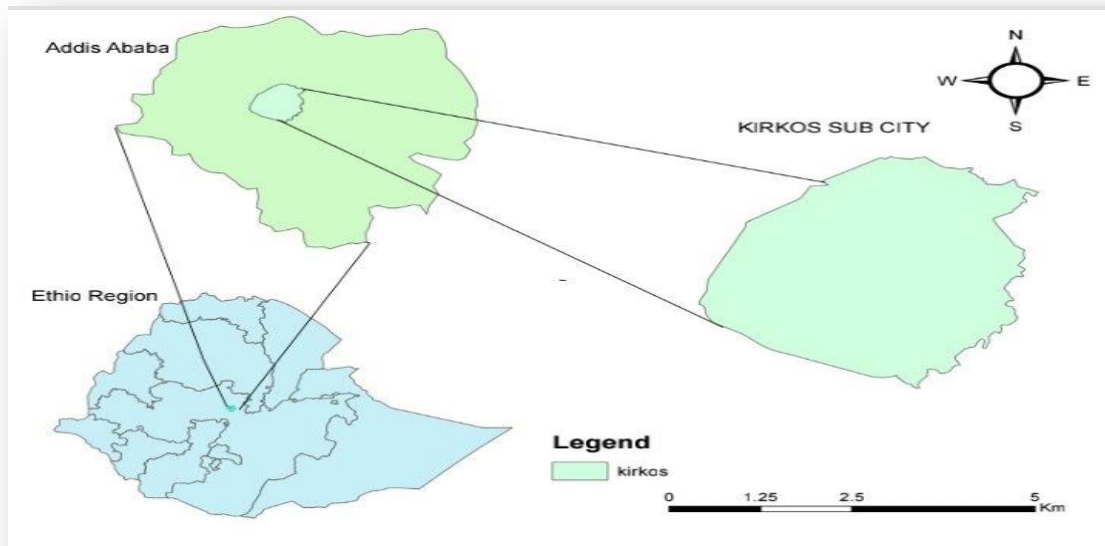 Addis Ababa
N
W E
S
KIRKOS SUB CITY
Ethio Region
Legend
kirkos
0 1.25 2.5 5
Km